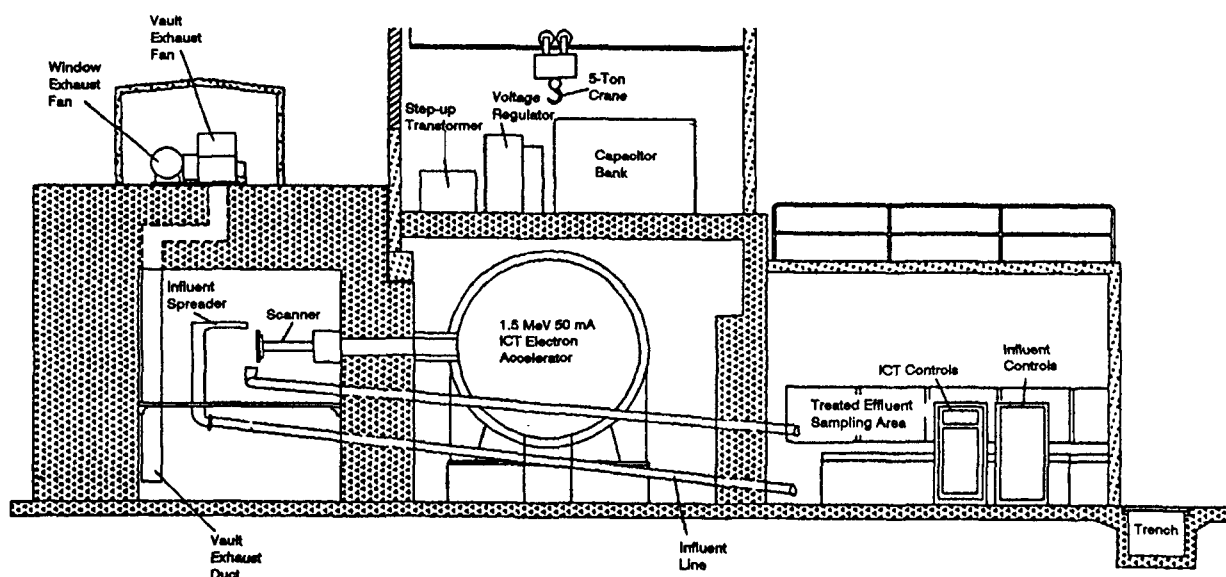 Vault
Exhaust
Fan
Window
Exhaust
Fan
5-Ton
Crane
Voltage
Regulator
Step-up
Transformer
Capacitor
Bank
Influent
Spreader
Scanner
1.5 MeV 50 mA
ICT Electron
Accelerator
ICT Controls
Influent
Controls
Treated Effluent
Sampling Area
Vault
Exhaust
Duct
Influent
Line
Trench